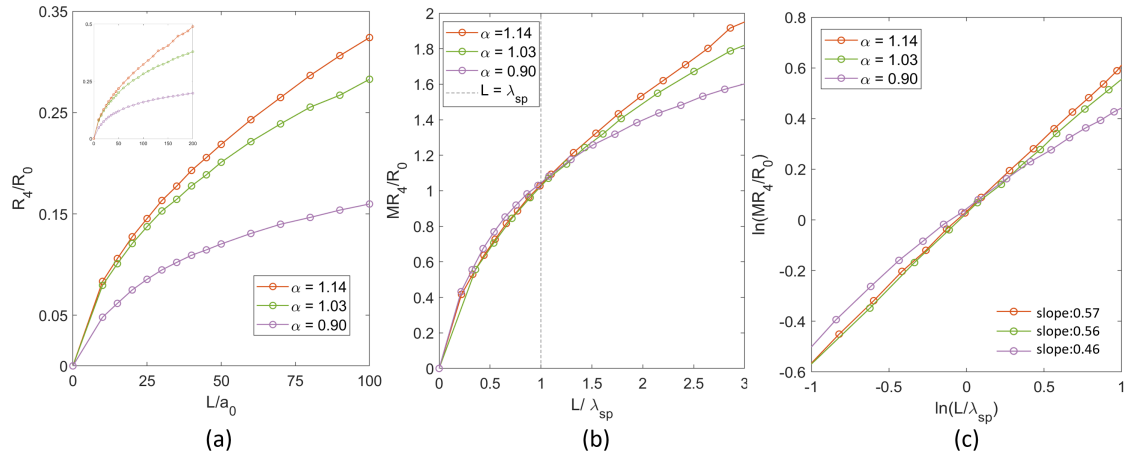 0.5
0.25
0
0 50 100 150 200
0.35
0.25
0.15
0.05
0
R4/R0
0 25 50 75 100
L/a0
α = 1.14
α = 1.03
α = 0.90
(a)
2
1.8
1.6
1.4
1.2
1
0.8
0.6
0.4
0.2
0
MR4/R0
0 0.5 1 1.5 2 2.5 3
L/ λsp
α =1.14
α = 1.03
α = 0.90
L = λsp
(b)
0.8
0.6
0.4
0.2
0
-0.2
-0.4
-0.6
ln(MR4/R0)
-1 -0.5 0 0.5 1
ln(L/λsp)
α = 1.14
α = 1.03
α = 0.90
slope:0.57
slope:0.56
slope:0.46
(c)